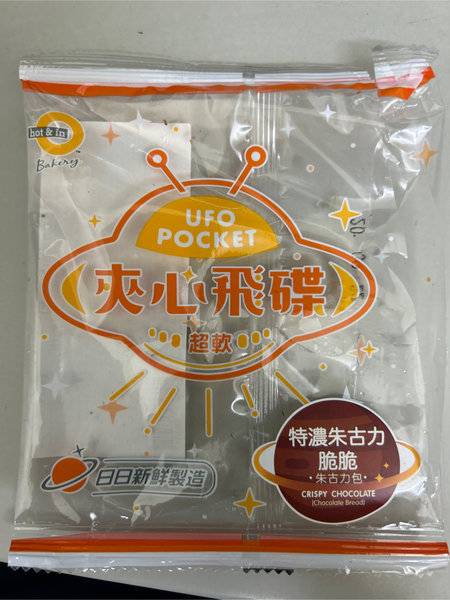 hot & in
TM
Bakery
UFO
POCKET
夾心飛碟
超軟
特濃朱古力
脆脆
·朱古力包·
CRISPY CHOCOLATE
(Chocolate Bread)
日日新鮮製造